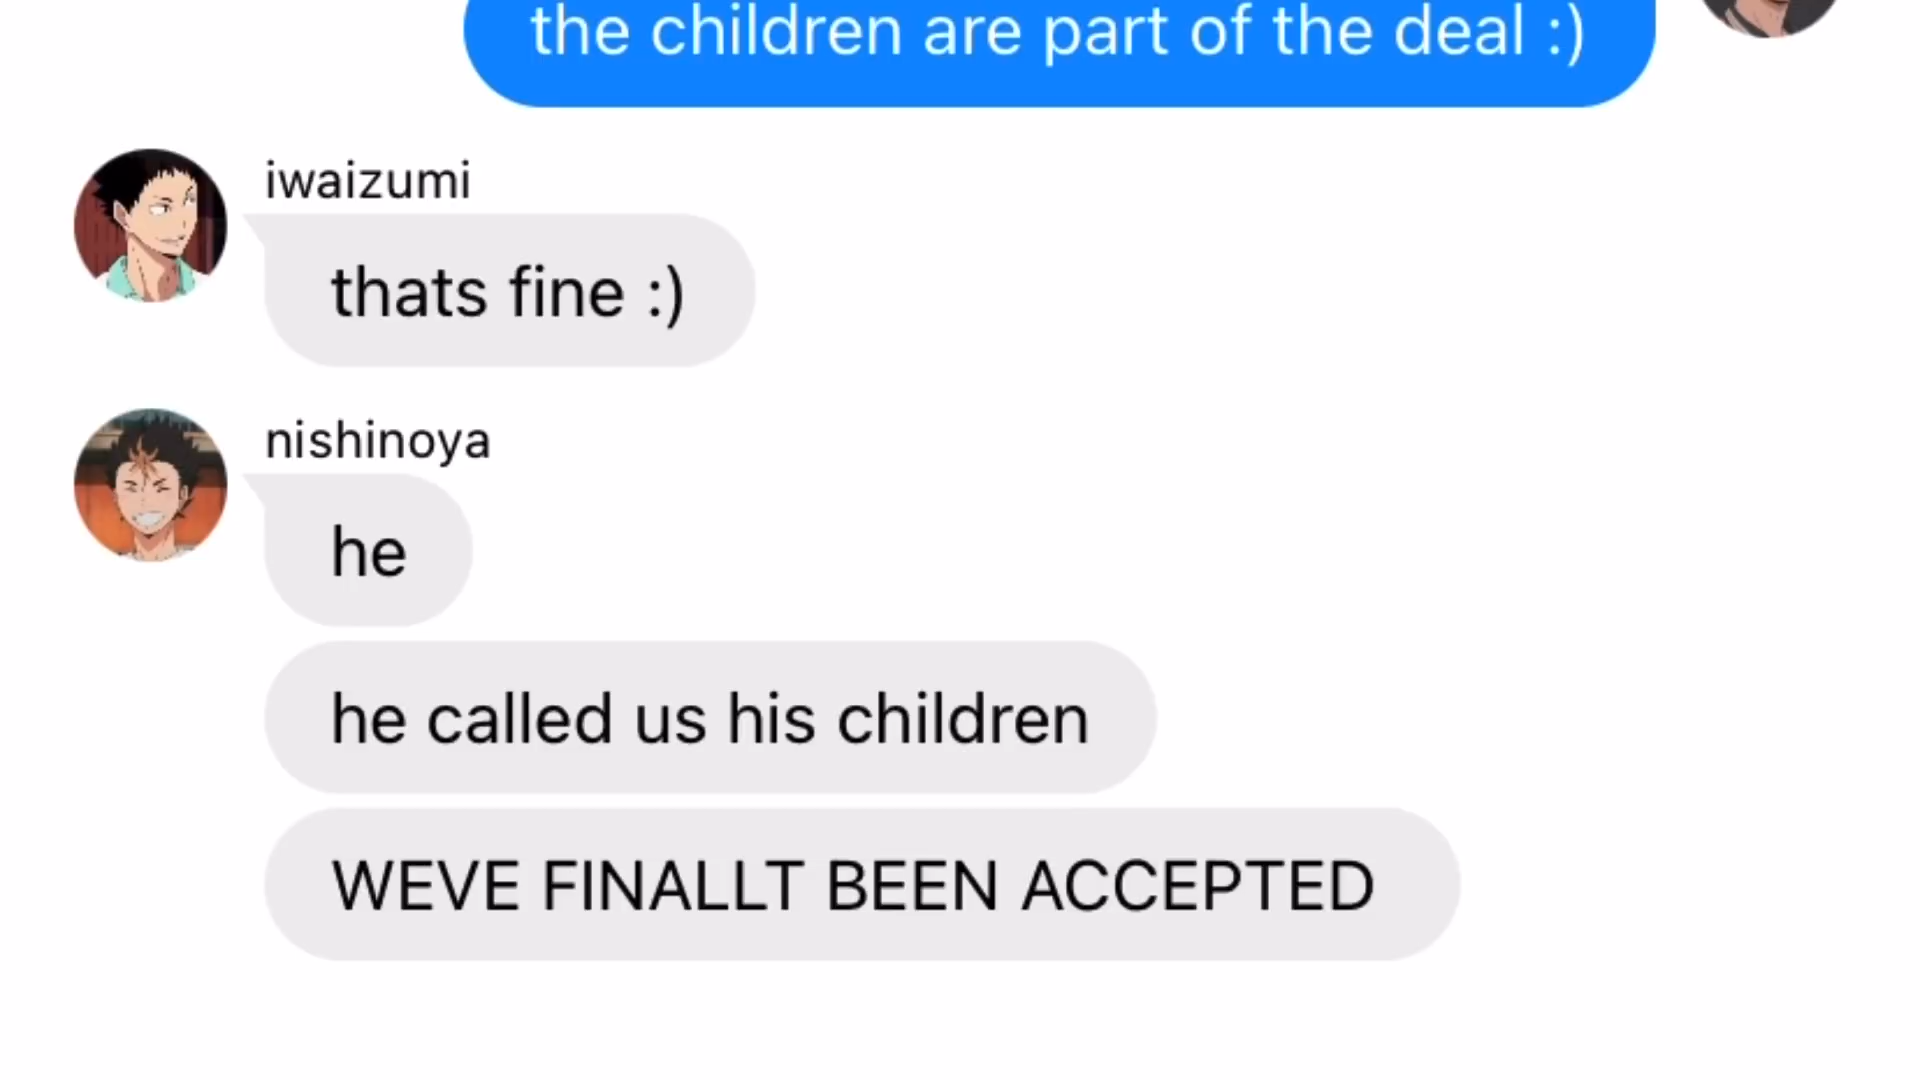 the children are part of the deal :)
iwaizumi
thats fine :)
nishinoya
he
he called us his children
WEVE FINALLT BEEN ACCEPTED